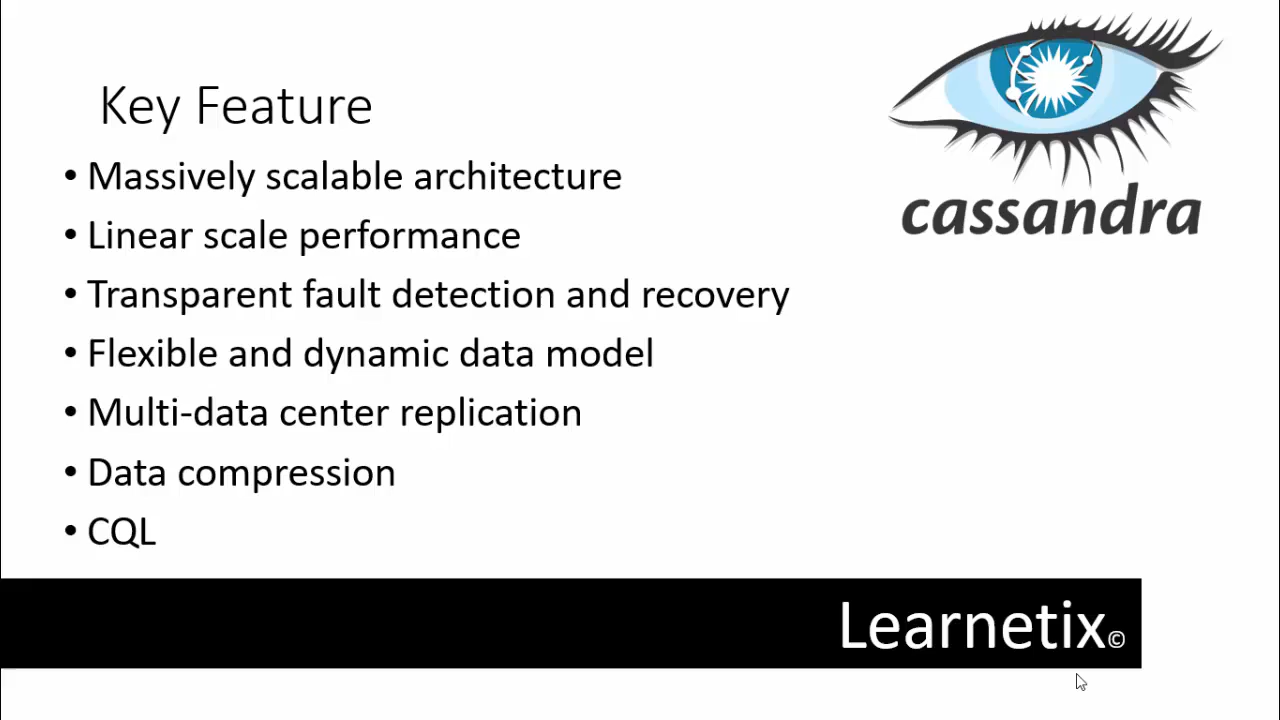 Key Feature
• Massively scalable architecture
• Linear scale performance
• Transparent fault detection and recovery
• Flexible and dynamic data model
• Multi-data center replication
• Data compression
• CQL
cassandra
Learnetix©